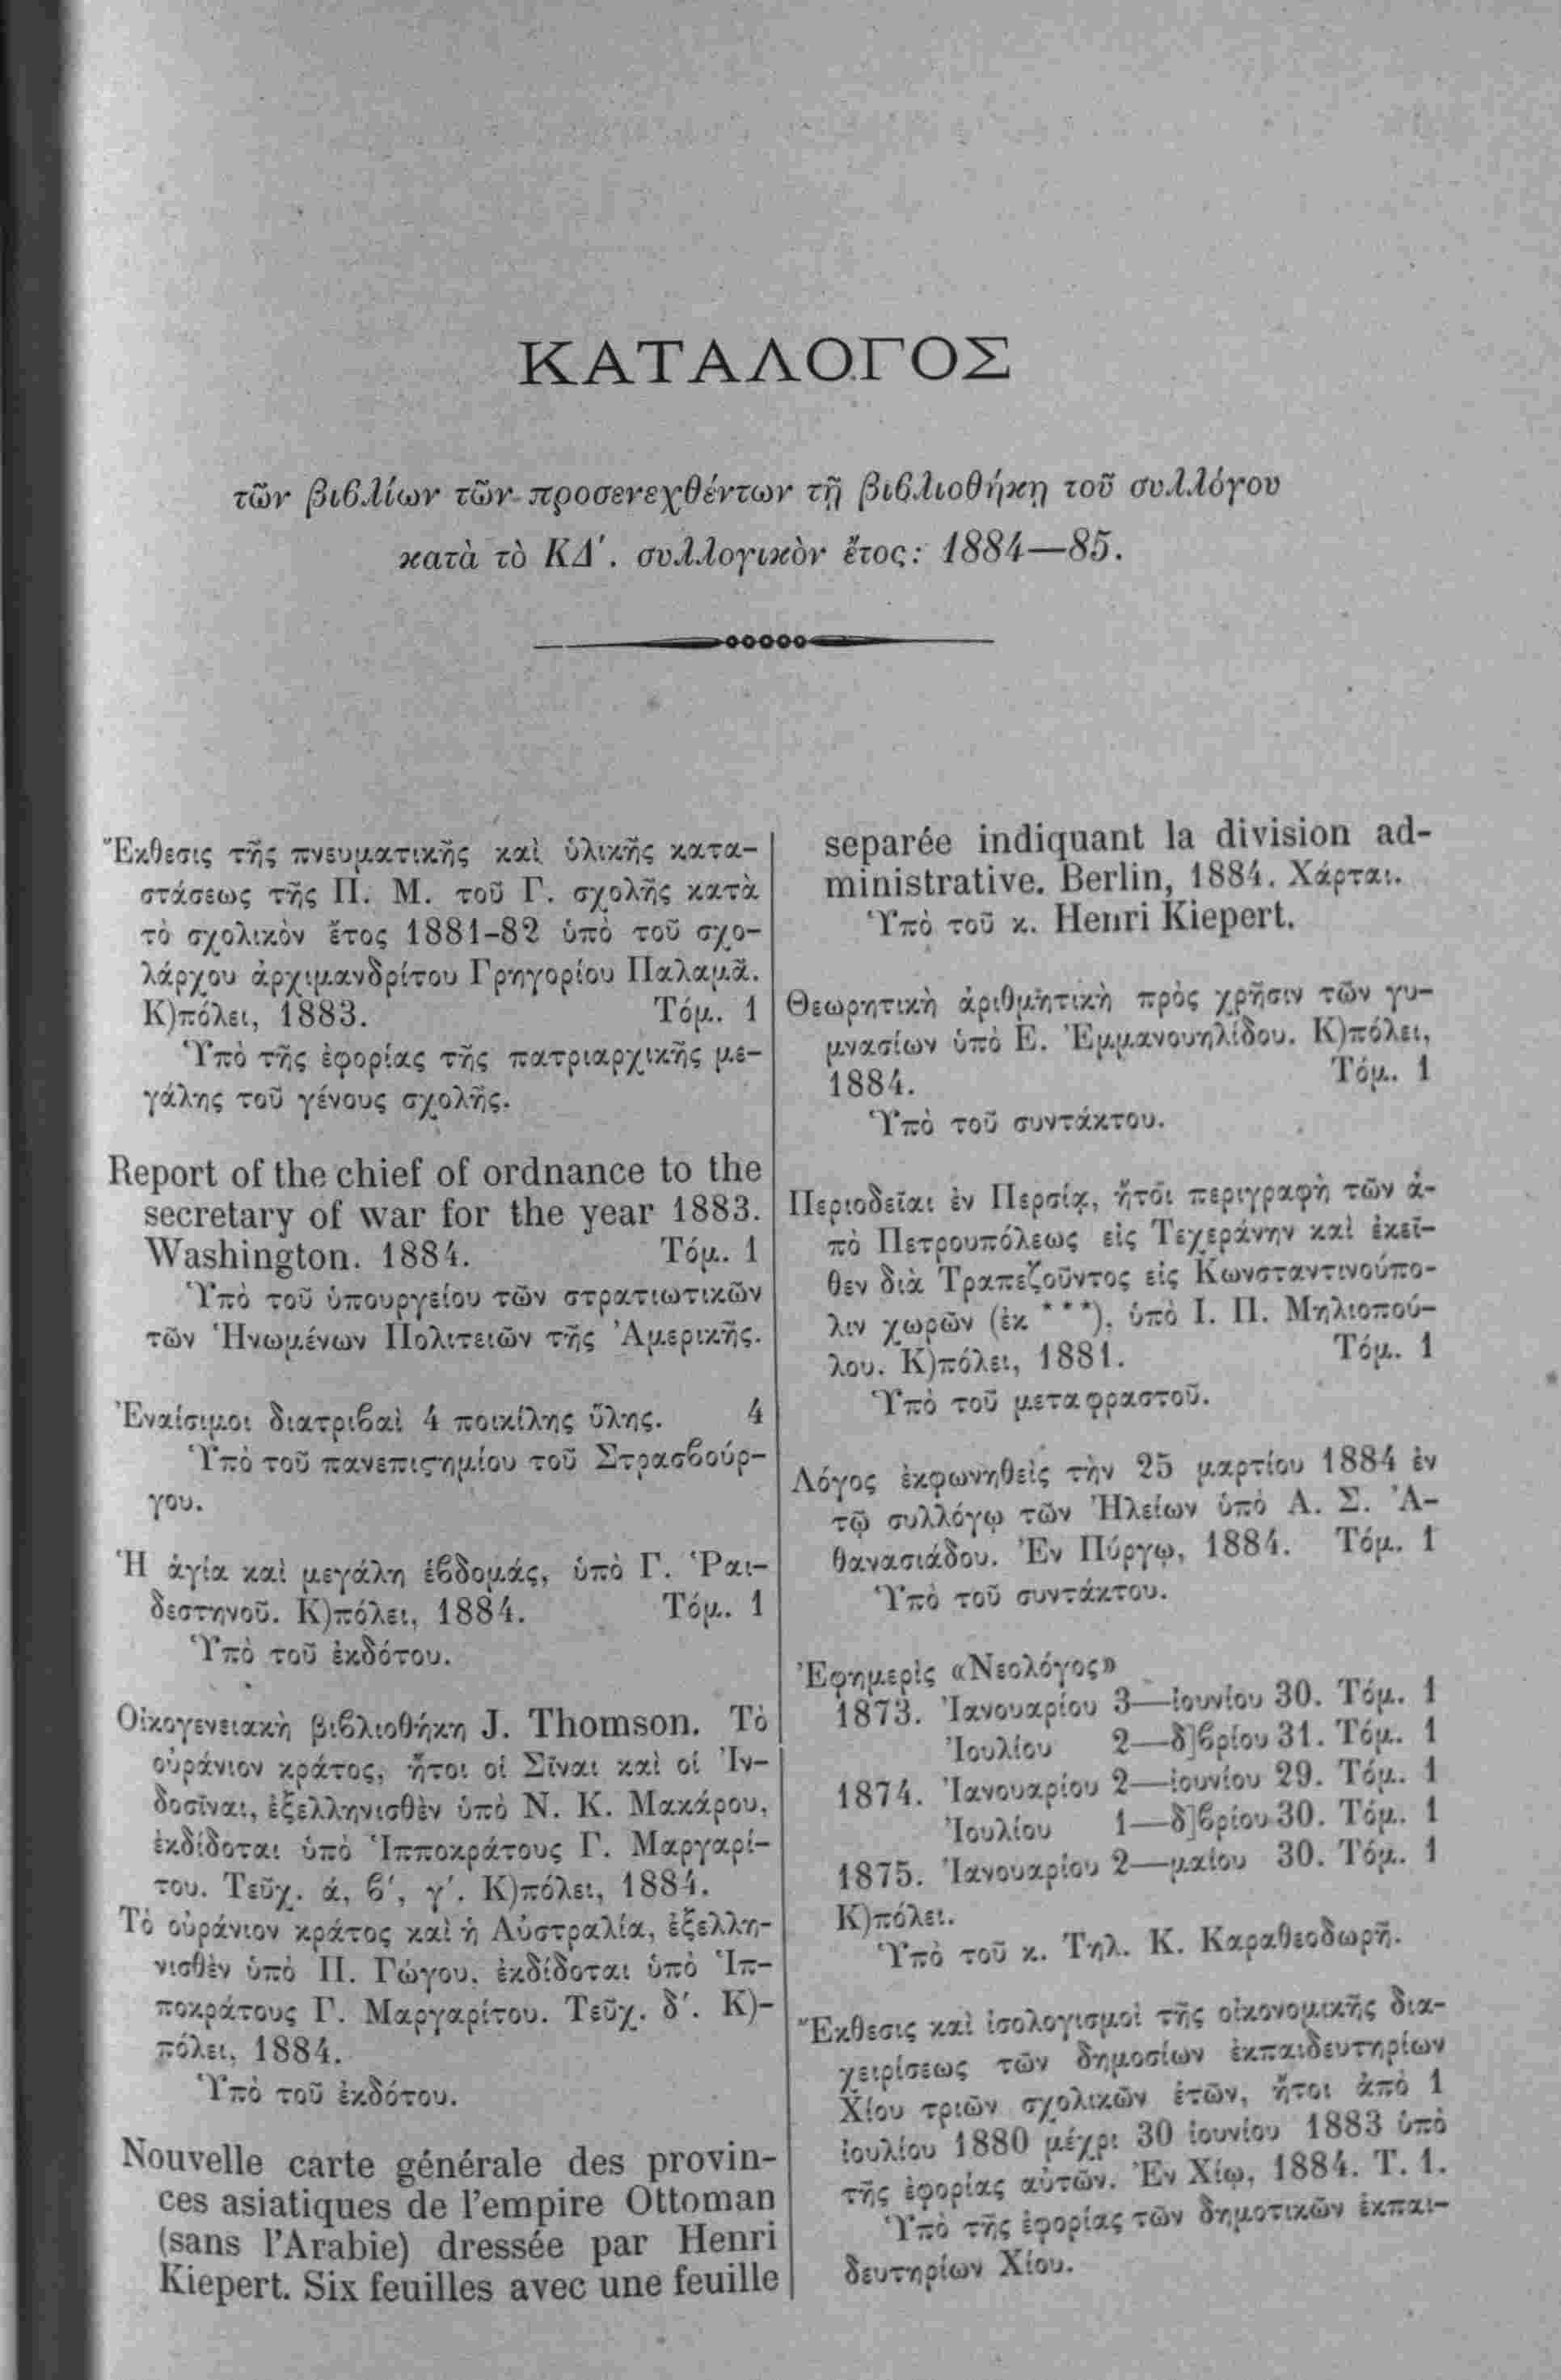 ΚΑΤΑΛΟΓΟΣ
τῶν βιβλίων τῶν προσενεχθέντων τῇ βιβλιοθήκῃ τοῦ συλλόγου
κατὰ τὸ ΚΔ΄. συλλογικὸν ἔτος: 1884—85.
Ἔκθεσις τῆς πνευματικῆς καὶ ὑλικῆς κατα-
στάσεως τῆς Π. Μ. τοῦ Γ. σχολῆς κατὰ
τὸ σχολικὸν ἔτος 1881-82 ὑπὸ τοῦ σχο-
λάρχου ἀρχιμανδρίτου Γρηγορίου Παλαμᾶ.
Κ)πόλει, 1883. Τόμ. 1
Ὑπὸ τῆς ἐφορίας τῆς πατριαρχικῆς με-
γάλης τοῦ γένους σχολῆς.
Report of the chief of ordnance to the
secretary of war for the year 1883.
Washington. 1884. Τόμ. 1
Ὑπὸ τοῦ ὑπουργείου τῶν στρατιωτικῶν
τῶν Ἡνωμένων Πολιτειῶν τῆς Ἀμερικῆς.
Ἐναίσιμοι διατριβαὶ 4 ποικίλης ὕλης. 4
Ὑπὸ τοῦ πανεπιστημίου τοῦ Στρασβούρ-
γου.
Ἡ ἁγία καὶ μεγάλη ἑβδομάς, ὑπὸ Γ. Ῥαι-
δεστηνοῦ. Κ)πόλει, 1884. Τόμ. 1
Ὑπὸ τοῦ ἐκδότου.
Οἰκογενειακὴ βιβλιοθήκη J. Thomson. Τὸ
οὐράνιον κράτος, ἤτοι οἱ Σῖναι καὶ οἱ Ἰν-
δοσῖναι, ἐξελληνισθὲν ὑπὸ Ν. Κ. Μακάρου,
ἐκδίδοται ὑπὸ Ἱπποκράτους Γ. Μαργαρί-
του. Τεῦχ. ά, β΄, γ΄. Κ)πόλει, 1884.
Τὸ οὐράνιον κράτος καὶ ἡ Αὐστραλία, ἐξελλη-
νισθὲν ὑπὸ Π. Γώγου, ἐκδίδοται ὑπὸ Ἱπ-
ποκράτους Γ. Μαργαρίτου. Τεῦχ. δ΄. Κ)-
πόλει, 1884.
Ὑπὸ τοῦ ἐκδότου.
Nouvelle carte générale des provin-
ces asiatiques de l'empire Ottoman
(sans l'Arabie) dressée par Henri
Kiepert. Six feuilles avec une feuille
separée indiquant la division ad-
ministrative. Berlin, 1884. Χάρται.
Ὑπὸ τοῦ κ. Henri Kiepert.
Θεωρητικὴ ἀριθμητικὴ πρὸς χρῆσιν τῶν γυ-
μνασίων ὑπὸ Ε. Ἐμμανουηλίδου. Κ)πόλει,
1884. Τόμ. 1
Ὑπὸ τοῦ συντάκτου.
Περιοδεῖαι ἐν Περσίᾳ, ἤτοι περιγραφὴ τῶν ἀ-
πὸ Πετρουπόλεως εἰς Τεχεράνην καὶ ἐκεῖ-
θεν διὰ Τραπεζοῦντος εἰς Κωνσταντινούπο-
λιν χωρῶν (ἐκ ***), ὑπὸ Ι. Π. Μηλιοπού-
λου. Κ)πόλει, 1881. Τόμ. 1
Ὑπὸ τοῦ μεταφραστοῦ.
Λόγος ἐκφωνηθεὶς τὴν 25 μαρτίου 1884 ἐν
τῷ συλλόγῳ τῶν Ἠλείων ὑπὸ Α. Σ. Ἀ-
θανασιάδου. Ἐν Πύργῳ, 1884. Τόμ. 1
Ὑπὸ τοῦ συντάκτου.
Ἐφημερὶς «Νεολόγος»
1873. Ἰανουαρίου 3—ἰουνίου 30. Τόμ. 1
Ἰουλίου 2—δ]βρίου 31. Τόμ. 1
1874. Ἰανουαρίου 2—ἰουνίου 29. Τόμ. 1
Ἰουλίου 1—δ]βρίου 30. Τόμ. 1
1875. Ἰανουαρίου 2—μαίου 30. Τόμ. 1
Κ)πόλει.
Ὑπὸ τοῦ κ. Τηλ. Κ. Καραθεοδωρῆ.
Ἔκθεσις καὶ ἰσολογισμοὶ τῆς οἰκονομικῆς δια-
χειρίσεως τῶν δημοσίων ἐκπαιδευτηρίων
Χίου τριῶν σχολικῶν ἐτῶν, ἤτοι ἀπὸ 1
ἰουλίου 1880 μέχρι 30 ἰουνίου 1883 ὑπὸ
τῆς ἐφορίας αὐτῶν. Ἐν Χίῳ, 1884. Τ. 1.
Ὑπὸ τῆς ἐφορίας τῶν δημοτικῶν ἐκπαι-
δευτηρίων Χίου.